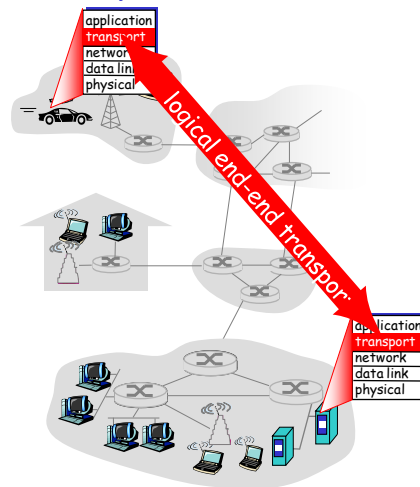 application
transport
network
data link
physical
logical end-end transport
application
transport
network
data link
physical